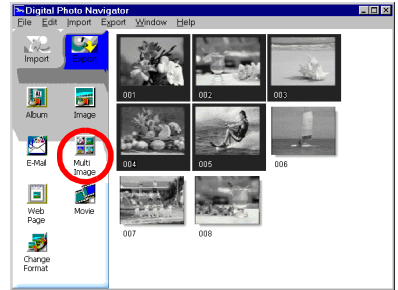 Digital Photo Navigator
File Edit Import Export Window Help
Import Export
001 002 003
Album Image
004 005 006
E-Mail Multi Image
007 008
Web Page Movie
Change Format